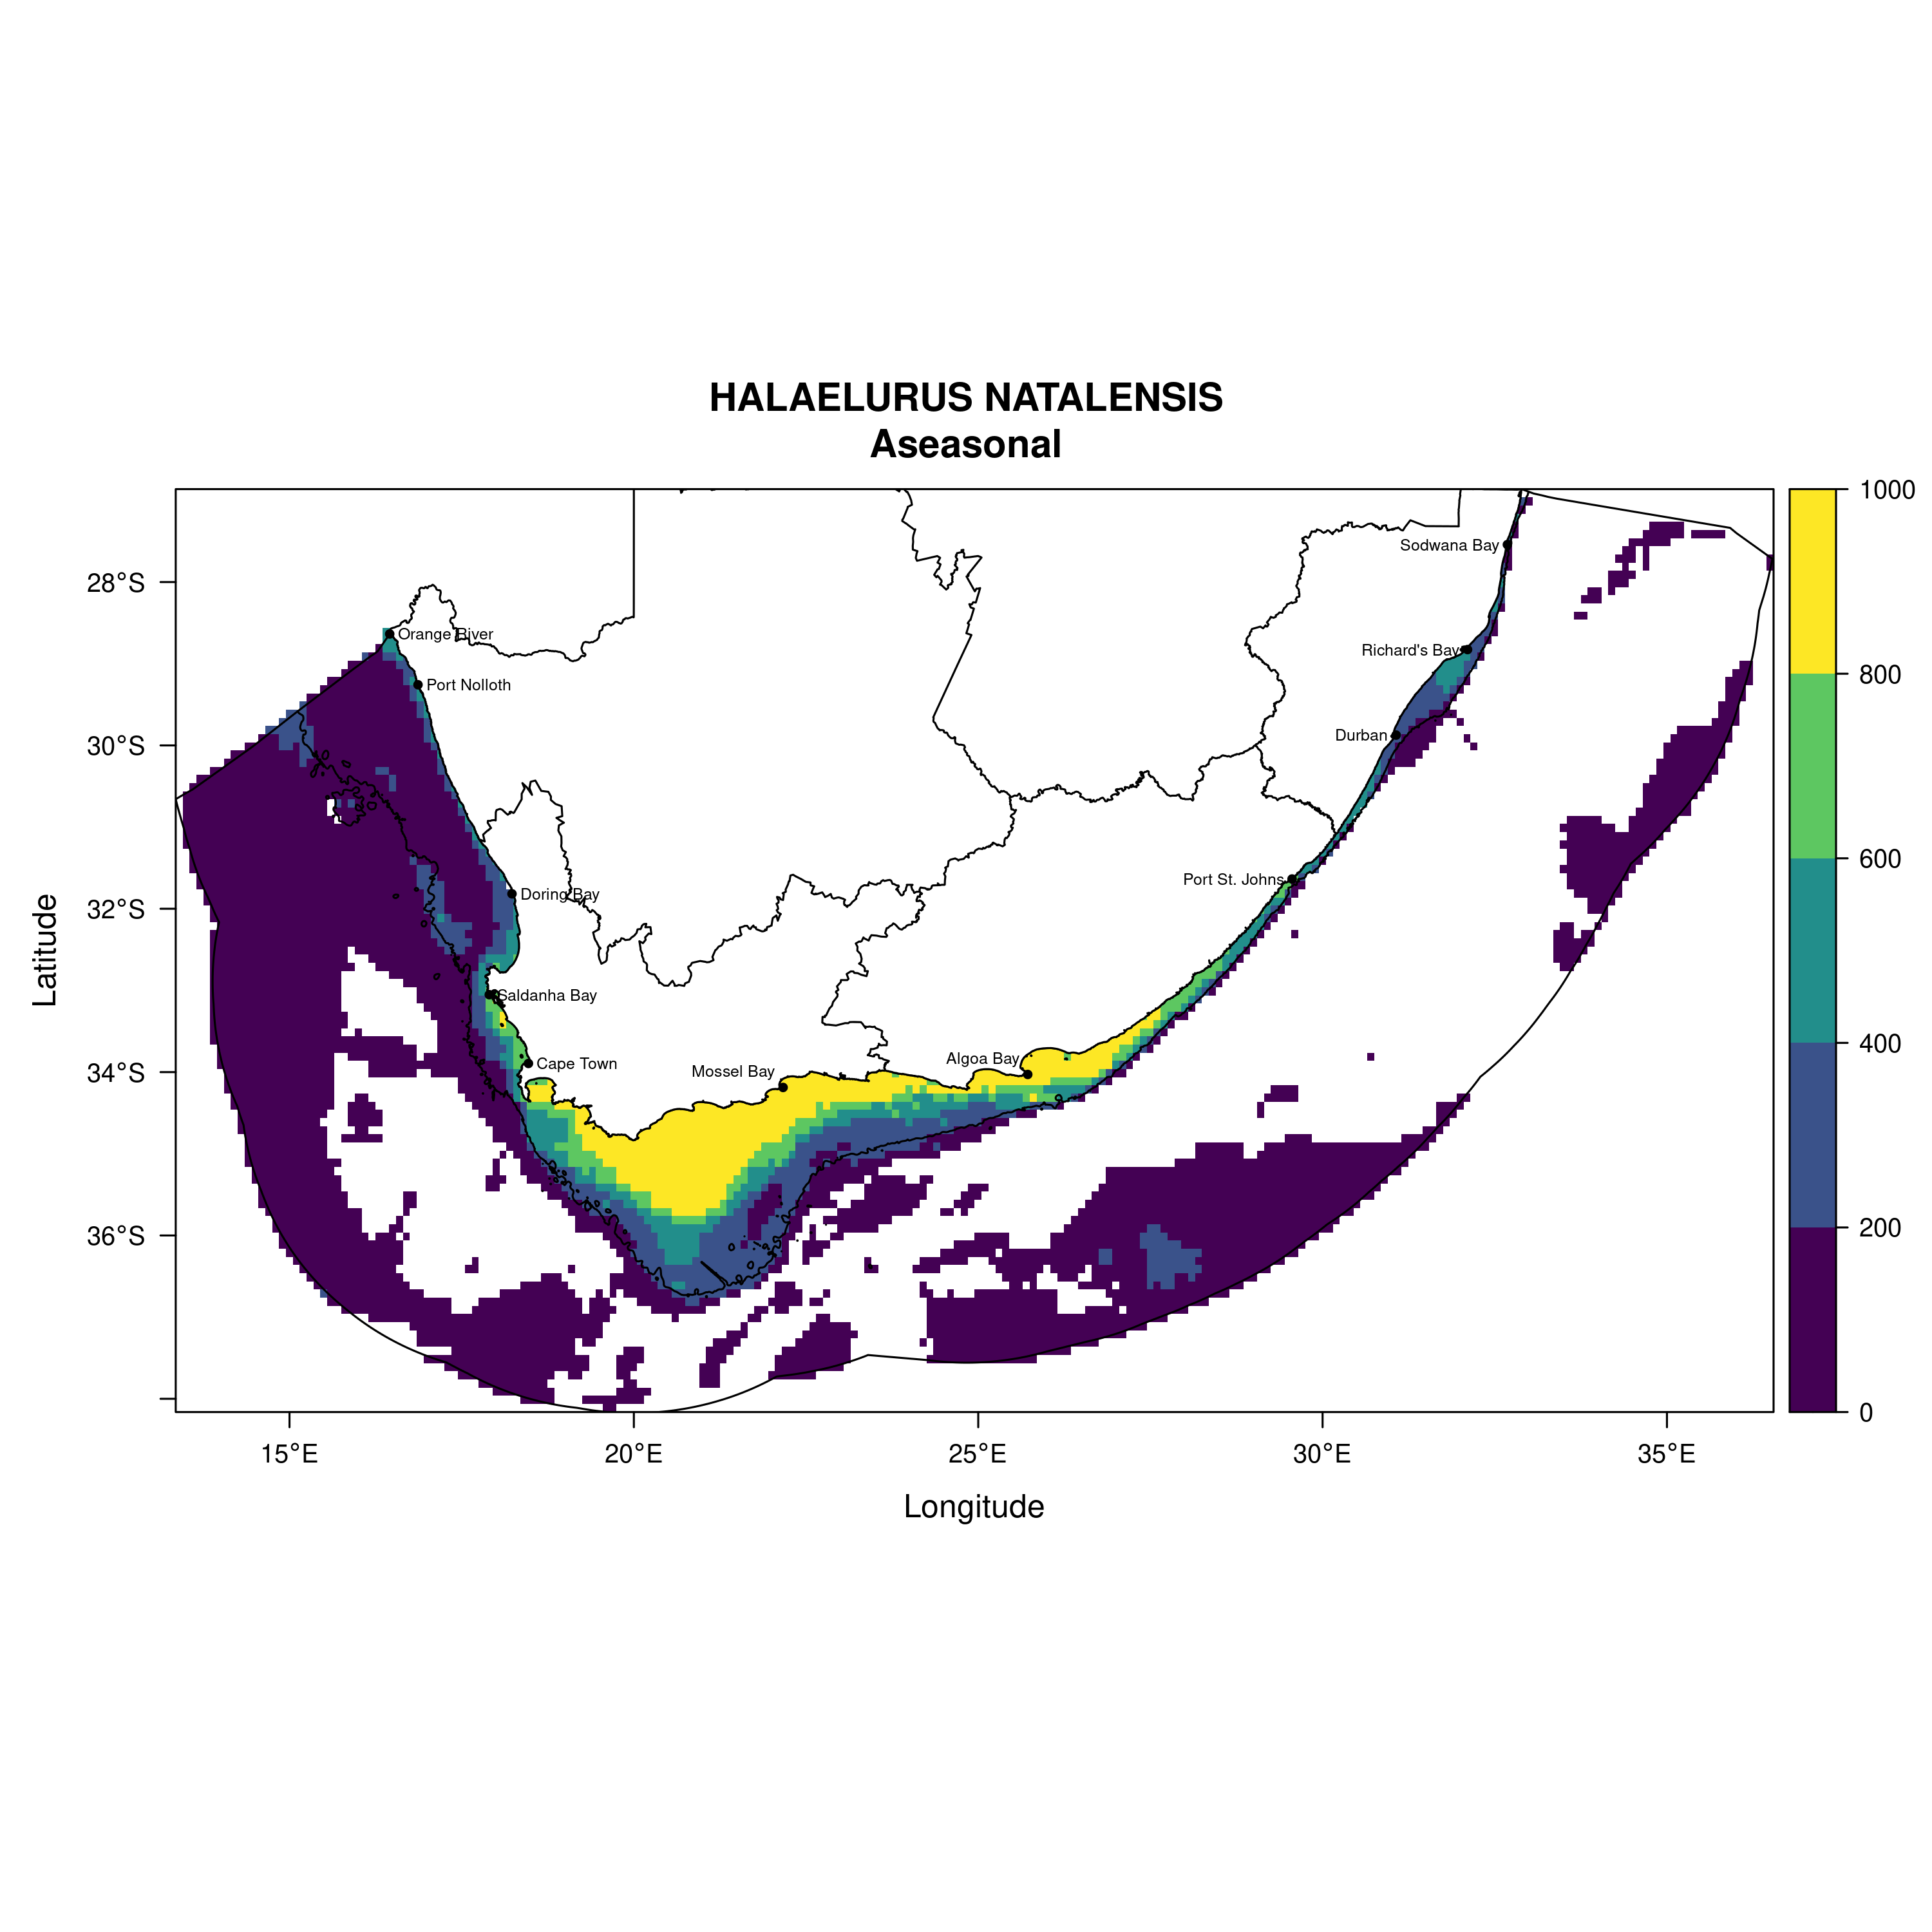 HALAELURUS NATALENSIS
Aseasonal
1000
800
600
400
200
0
28°S
30°S
32°S
34°S
36°S
Latitude
Sodwana Bay
Orange River
Richard's Bay
Port Nolloth
Durban
Port St. Johns
Doring Bay
Saldanha Bay
Cape Town
Algoa Bay
Mossel Bay
15°E
20°E
25°E
30°E
35°E
Longitude